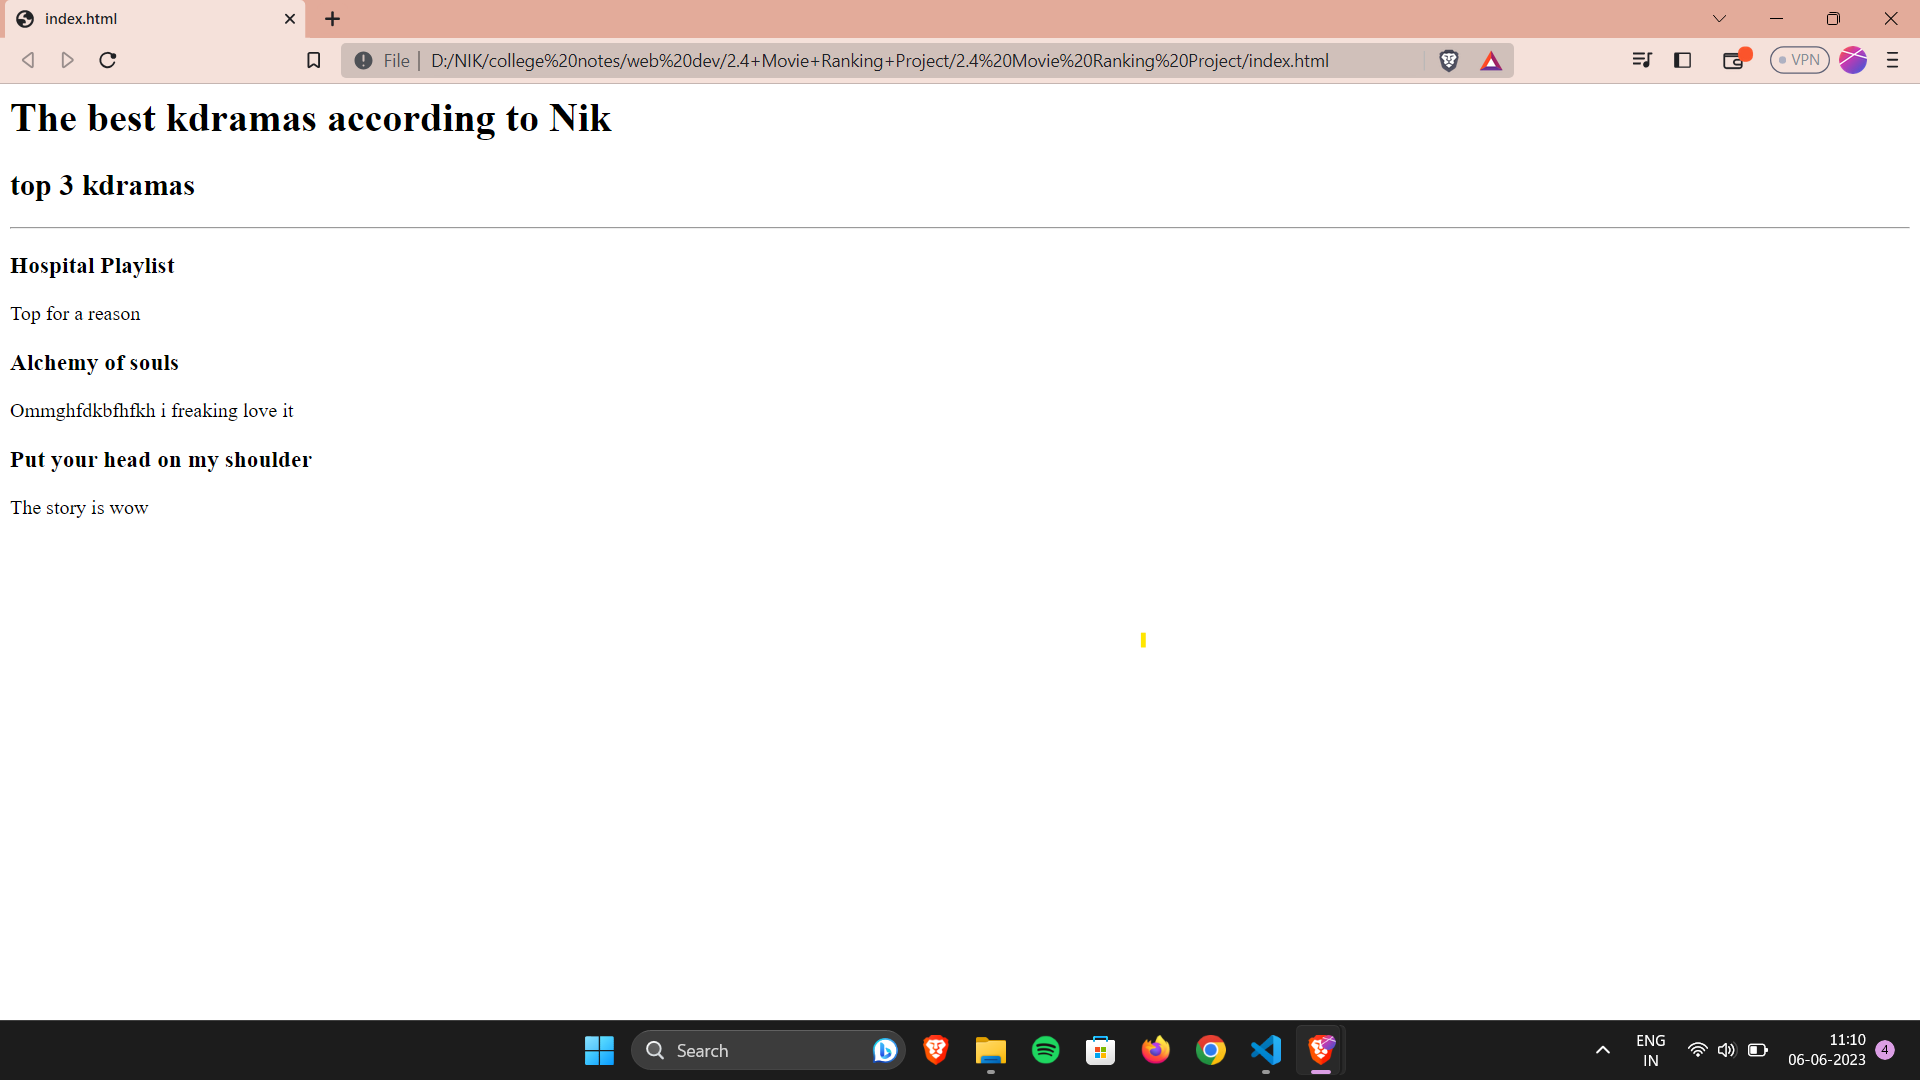 index.html
File | D:/NIK/college%20notes/web%20dev/2.4+Movie+Ranking+Project/2.4%20Movie%20Ranking%20Project/index.html
VPN
The best kdramas according to Nik
top 3 kdramas
Hospital Playlist
Top for a reason
Alchemy of souls
Ommghfdkbfhfkh i freaking love it
Put your head on my shoulder
The story is wow
Search
ENG
IN
11:10
06-06-2023
4